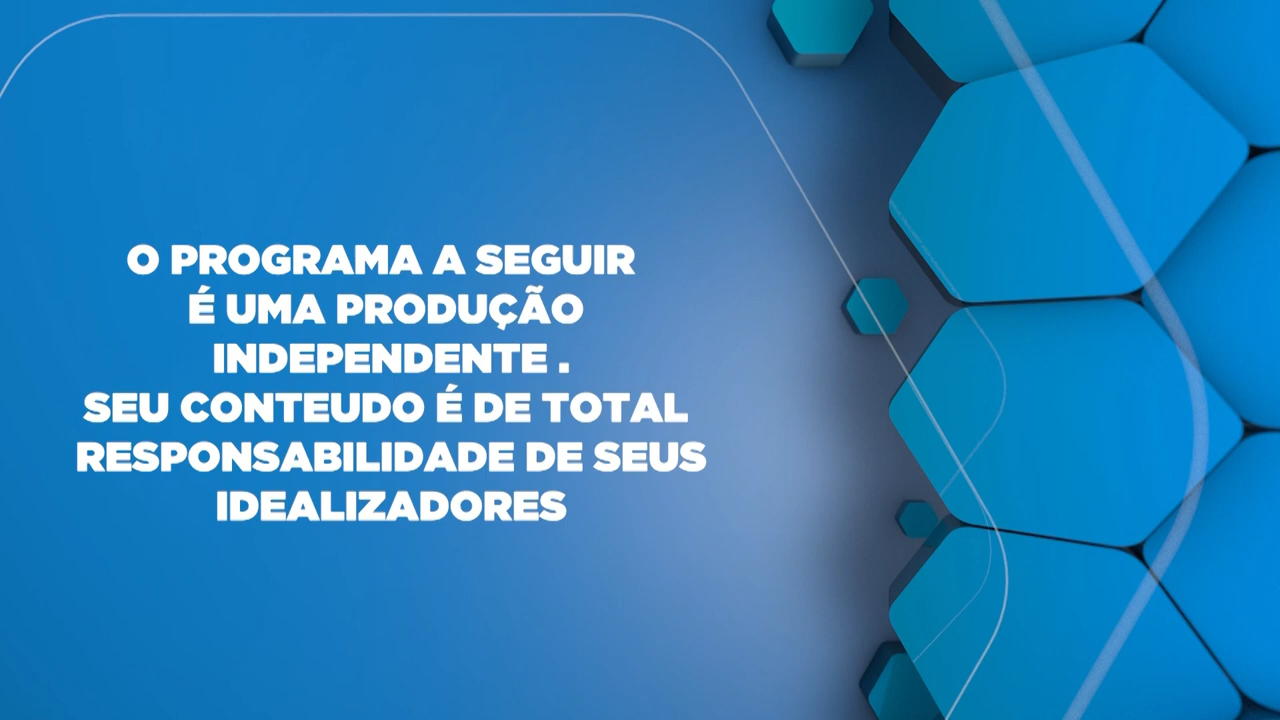 O PROGRAMA A SEGUIR
É UMA PRODUÇÃO
INDEPENDENTE .
SEU CONTEUDO É DE TOTAL
RESPONSABILIDADE DE SEUS
IDEALIZADORES